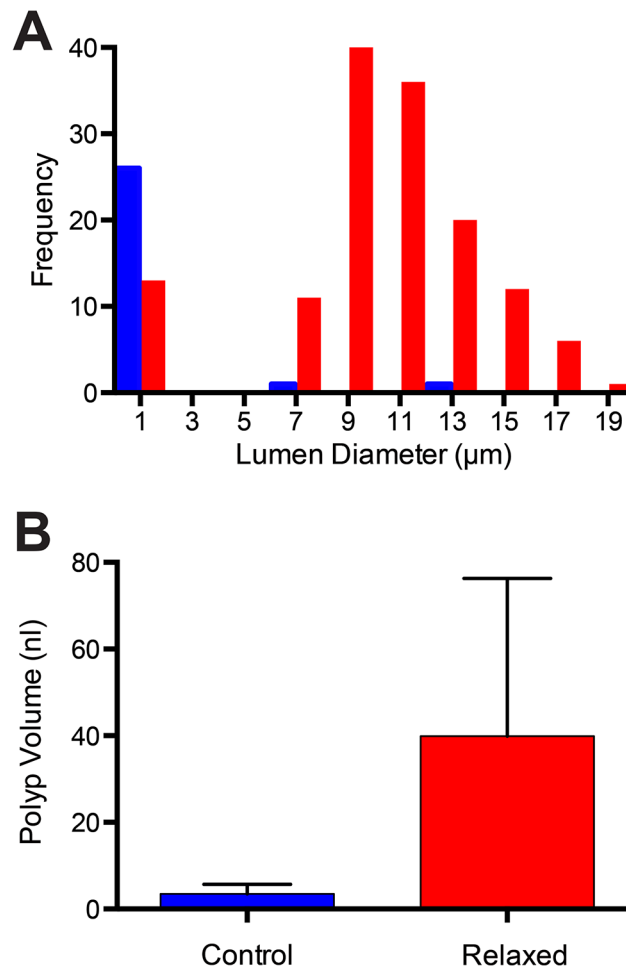 A
40
30
20
10
0
Frequency
1 3 5 7 9 11 13 15 17 19
Lumen Diameter (µm)
B
80
60
40
20
0
Polyp Volume (nl)
Control Relaxed